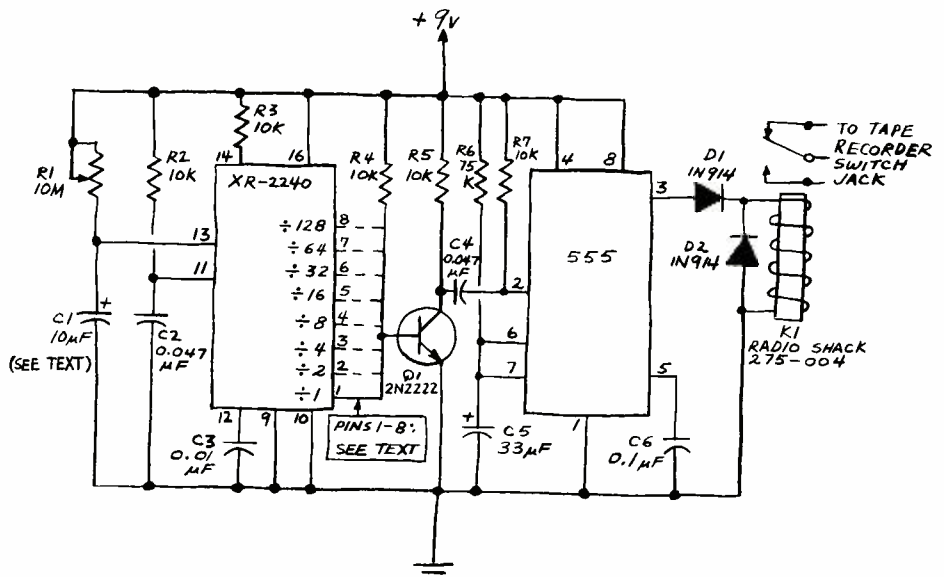 +9V
R1
10M
R2
10K
R3
10K
14
16
XR-2240
13
11
÷128
8
÷64
7
÷32
6
÷16
5
÷8
4
÷4
3
÷2
2
÷1
1
12
9
10
C1
10µF
(SEE TEXT)
+
C2
0.047
µF
C3
0.01
µF
PINS 1-8:
SEE TEXT
R4
10K
R5
10K
R6
75
K
R7
10K
C4
0.047
µF
Q1
2N2222
4
8
555
2
3
6
7
5
1
+
C5
33µF
C6
0.1µF
D1
1N914
D2
1N914
TO TAPE
RECORDER
SWITCH
JACK
K1
RADIO SHACK
275-004